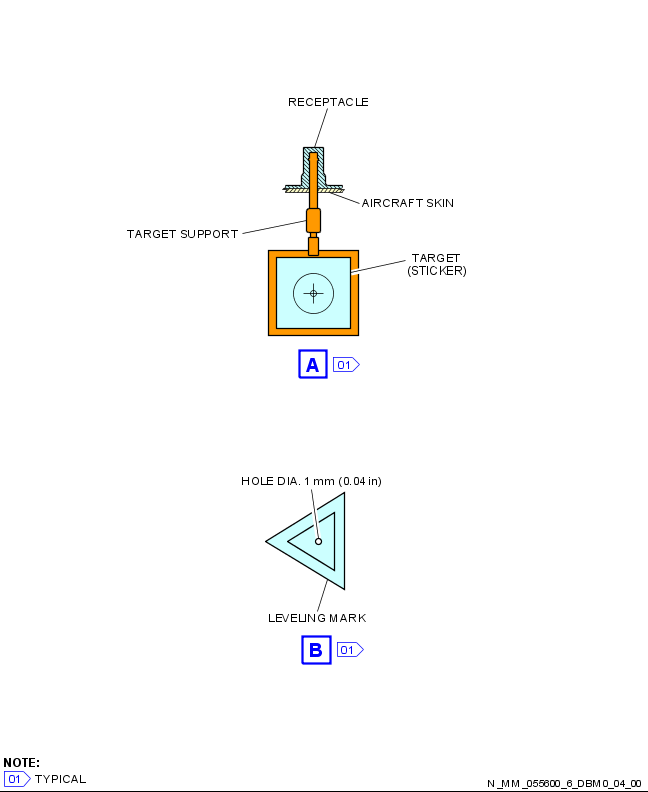 RECEPTACLE
AIRCRAFT SKIN
TARGET SUPPORT
TARGET
(STICKER)
A 01
HOLE DIA. 1 mm (0.04 in)
LEVELING MARK
B 01
NOTE:
01 TYPICAL
N_MM_055600_6_DBM0_04_00